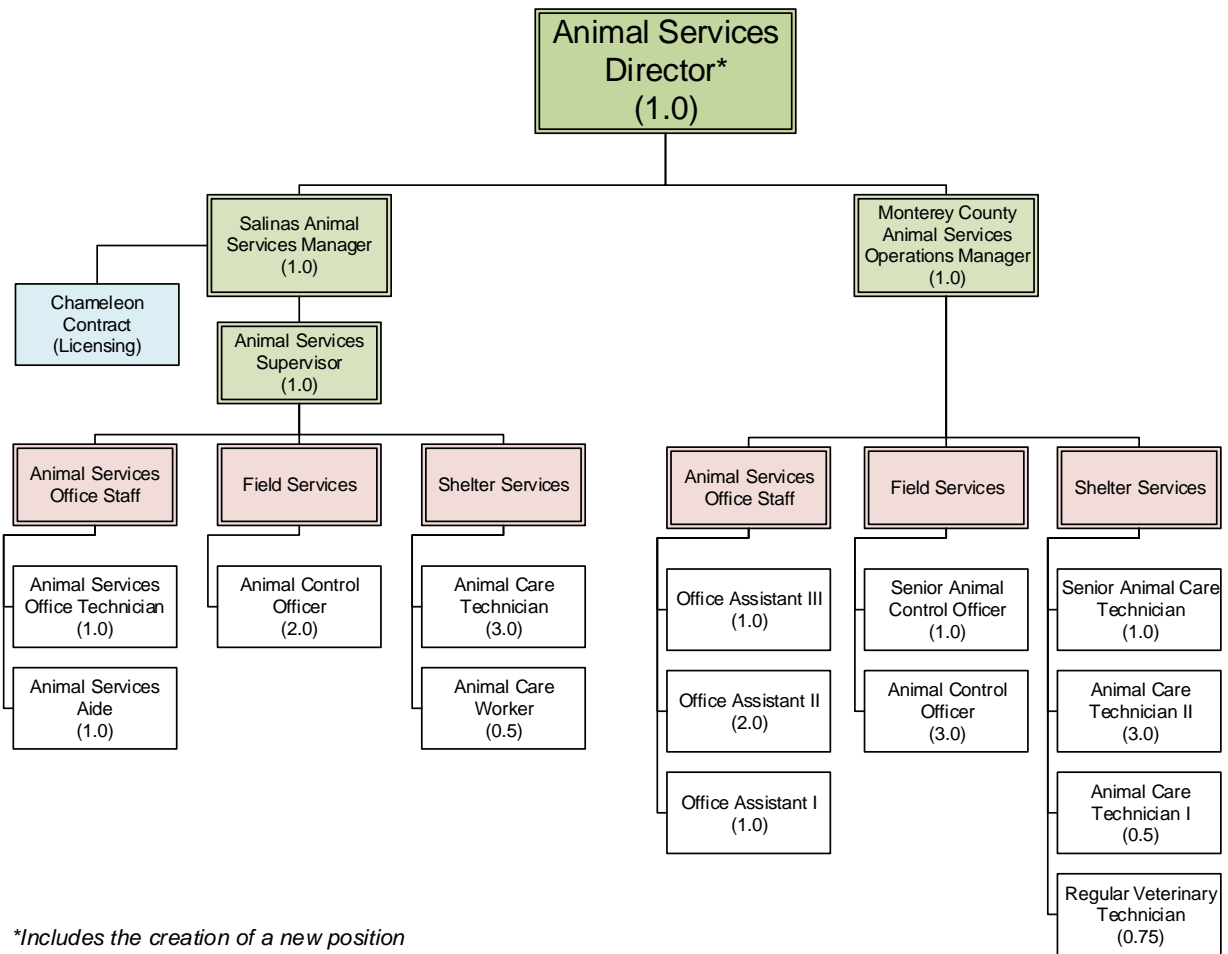 Animal Services
Director*
(1.0)
Salinas Animal
Services Manager
(1.0)
Monterey County
Animal Services
Operations Manager
(1.0)
Chameleon
Contract
(Licensing)
Animal Services
Supervisor
(1.0)
Animal Services
Office Staff
Field Services
Shelter Services
Animal Services
Office Staff
Field Services
Shelter Services
Animal Services
Office Technician
(1.0)
Animal Control
Officer
(2.0)
Animal Care
Technician
(3.0)
Office Assistant III
(1.0)
Senior Animal
Control Officer
(1.0)
Senior Animal Care
Technician
(1.0)
Animal Services
Aide
(1.0)
Animal Care
Worker
(0.5)
Office Assistant II
(2.0)
Animal Control
Officer
(3.0)
Animal Care
Technician II
(3.0)
Office Assistant I
(1.0)
Animal Care
Technician I
(0.5)
Regular Veterinary
Technician
(0.75)
*Includes the creation of a new position